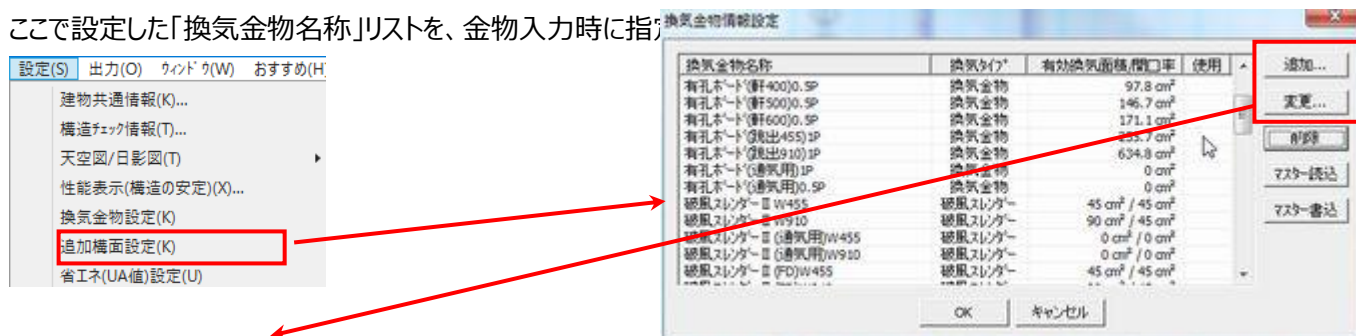 ここで設定した「換気金物名称」リストを、金物入力時に指
設定(S) 出力(O) ウィンドウ(W) おすすめ(H
建物共通情報(K)...
構造チェック情報(T)...
天空図/日影図(T)
性能表示(構造の安定)(X)...
換気金物設定(K)
追加構面設定(K)
省エネ(UA値)設定(U)
換気金物情報設定
換気金物名称 換気タイプ 有効換気面積/開口率 使用
有孔ボード(軒400)0.5P 換気金物 97.8 cm²
有孔ボード(軒500)0.5P 換気金物 146.7 cm²
有孔ボード(軒600)0.5P 換気金物 171.1 cm²
有孔ボード(跳出455)1P 換気金物
有孔ボード(跳出910)1P 換気金物 634.8 cm²
有孔ボード(通気用)1P 換気金物 0 cm²
有孔ボード(通気用)0.5P 換気金物 0 cm²
破風スレンダーⅡ W455 破風スレンダー 45 cm² / 45 cm²
破風スレンダーⅡ W910 破風スレンダー 90 cm² / 45 cm²
破風スレンダーⅡ (通気用)W455 破風スレンダー 0 cm² / 0 cm²
破風スレンダーⅡ (通気用)W910 破風スレンダー 0 cm² / 0 cm²
破風スレンダーⅡ (FD)W455 破風スレンダー 45 cm² / 45 cm²
追加...
変更...
削除
マスター読込
マスター書込
OK キャンセル